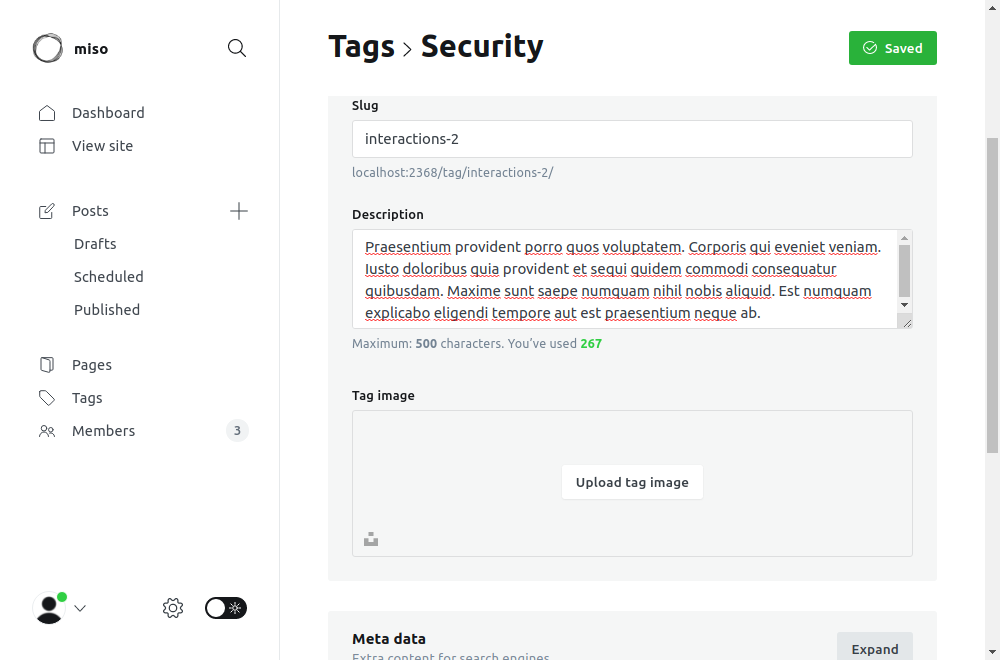 miso
Tags > Security
Saved
Dashboard
View site
Posts
Drafts
Scheduled
Published
Pages
Tags
Members
3
Slug
interactions-2
localhost:2368/tag/interactions-2/
Description
Praesentium provident porro quos voluptatem. Corporis qui eveniet veniam.
Iusto doloribus quia provident et sequi quidem commodi consequatur
quibusdam. Maxime sunt saepe numquam nihil nobis aliquid. Est numquam
explicabo eligendi tempore aut est praesentium neque ab.
Maximum: 500 characters. You've used 267
Tag image
Upload tag image
Meta data
Extra content for search engines
Expand